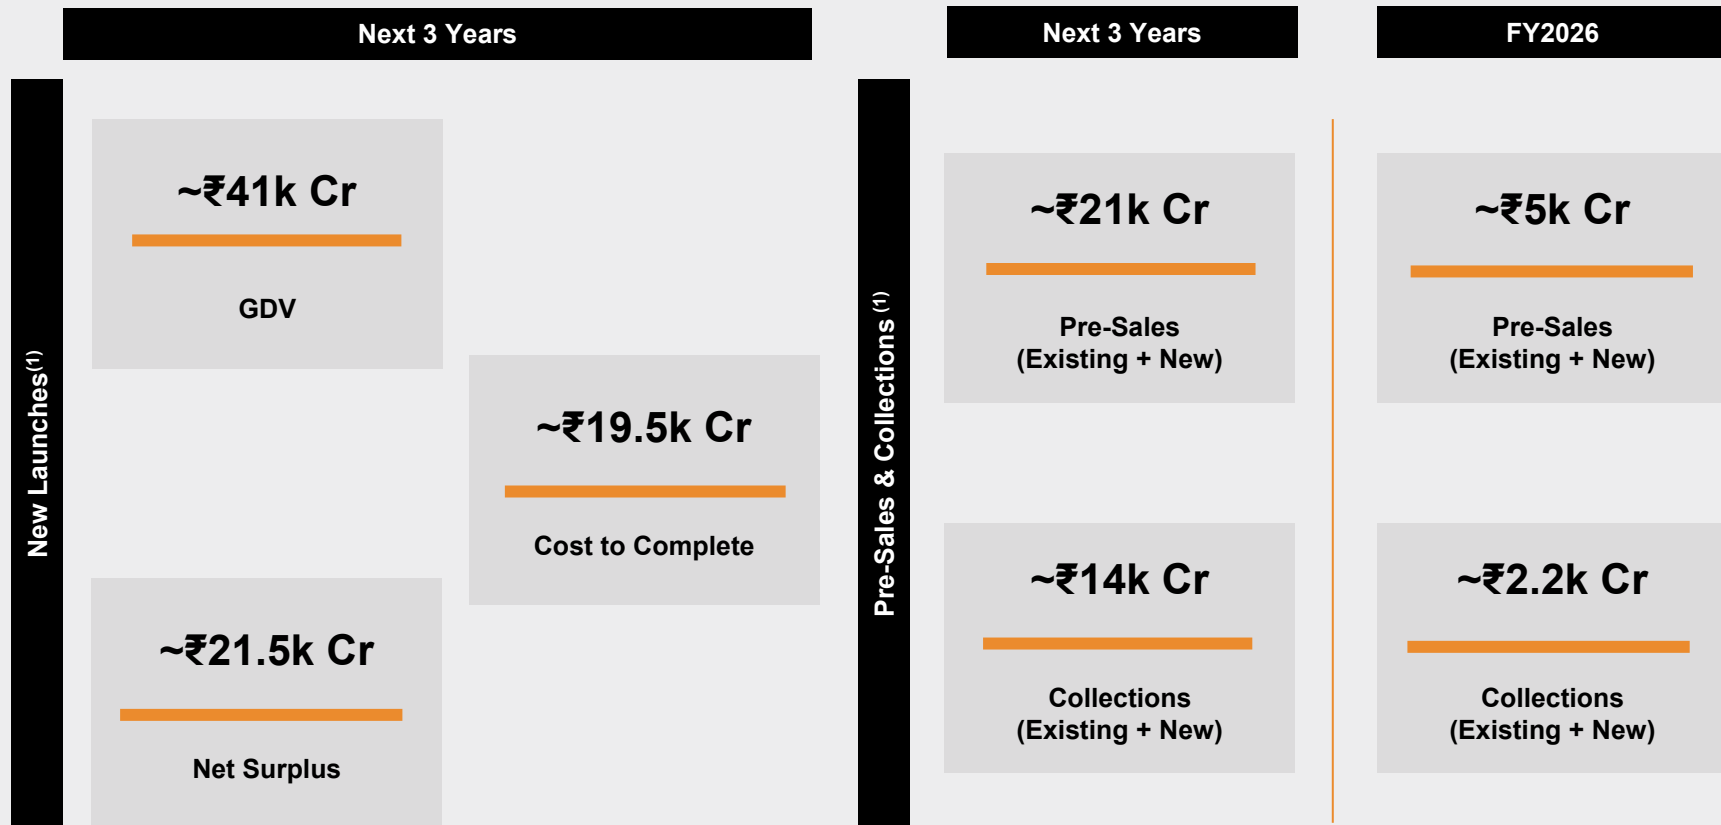 Next 3 Years
New Launches(1)
~₹41k Cr
GDV
~₹19.5k Cr
Cost to Complete
~₹21.5k Cr
Net Surplus
Next 3 Years
FY2026
Pre-Sales & Collections (1)
~₹21k Cr
Pre-Sales
(Existing + New)
~₹5k Cr
Pre-Sales
(Existing + New)
~₹14k Cr
Collections
(Existing + New)
~₹2.2k Cr
Collections
(Existing + New)